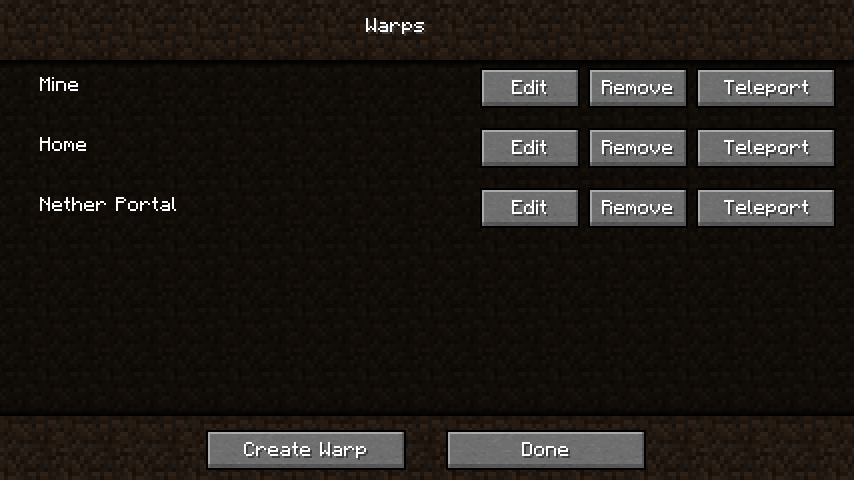 Warps
Mine Edit Remove Teleport
Home Edit Remove Teleport
Nether Portal Edit Remove Teleport
Create Warp Done